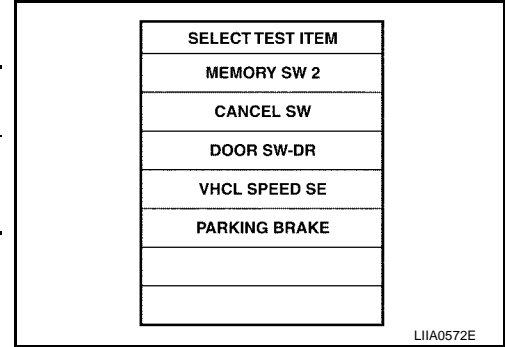 SELECT TEST ITEM
MEMORY SW 2
CANCEL SW
DOOR SW-DR
VHCL SPEED SE
PARKING BRAKE
LIIA0572E